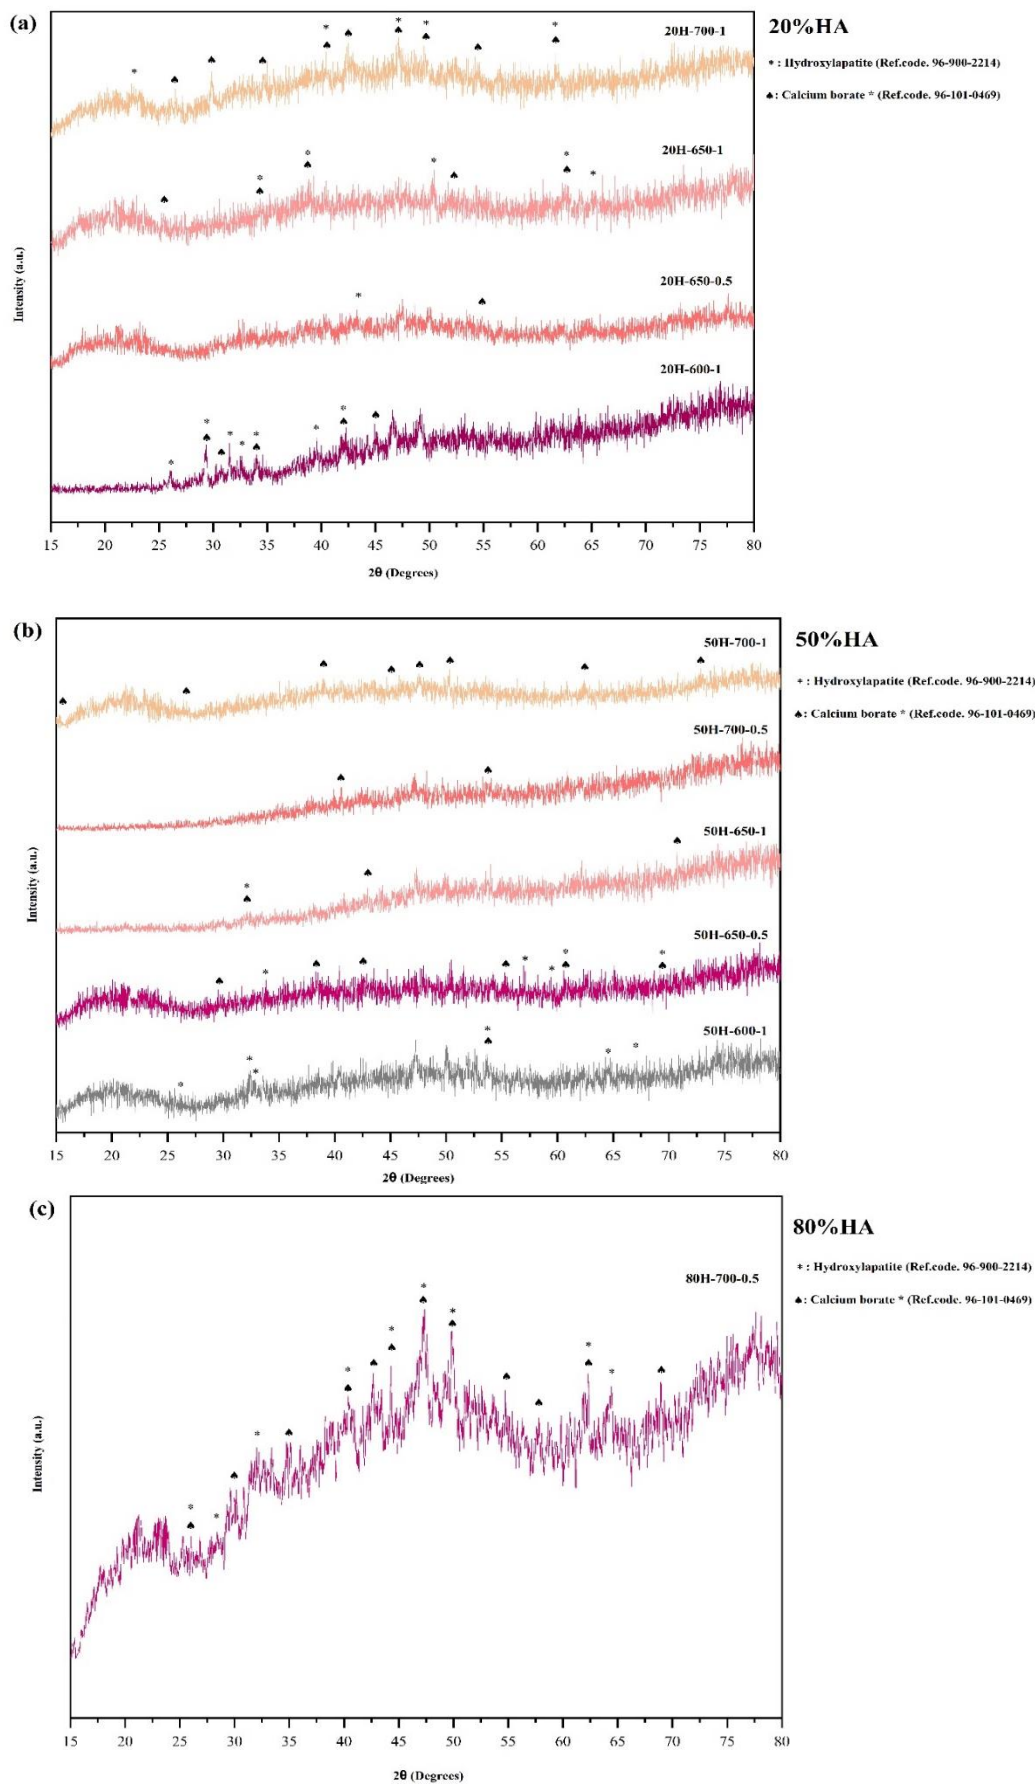 (a)
20%HA
* : Hydroxylapatite (Ref.code. 96-900-2214)
♠: Calcium borate * (Ref.code. 96-101-0469)
20H-700-1
20H-650-1
20H-650-0.5
20H-600-1
Intensity (a.u.)
15 20 25 30 35 40 45 50 55 60 65 70 75 80
2θ (Degrees)
(b)
50%HA
* : Hydroxylapatite (Ref.code. 96-900-2214)
♠: Calcium borate * (Ref.code. 96-101-0469)
50H-700-1
50H-700-0.5
50H-650-1
50H-650-0.5
50H-600-1
Intensity (a.u.)
15 20 25 30 35 40 45 50 55 60 65 70 75 80
2θ (Degrees)
(c)
80%HA
* : Hydroxylapatite (Ref.code. 96-900-2214)
♠: Calcium borate * (Ref.code. 96-101-0469)
80H-700-0.5
Intensity (a.u.)
15 20 25 30 35 40 45 50 55 60 65 70 75 80
2θ (Degrees)